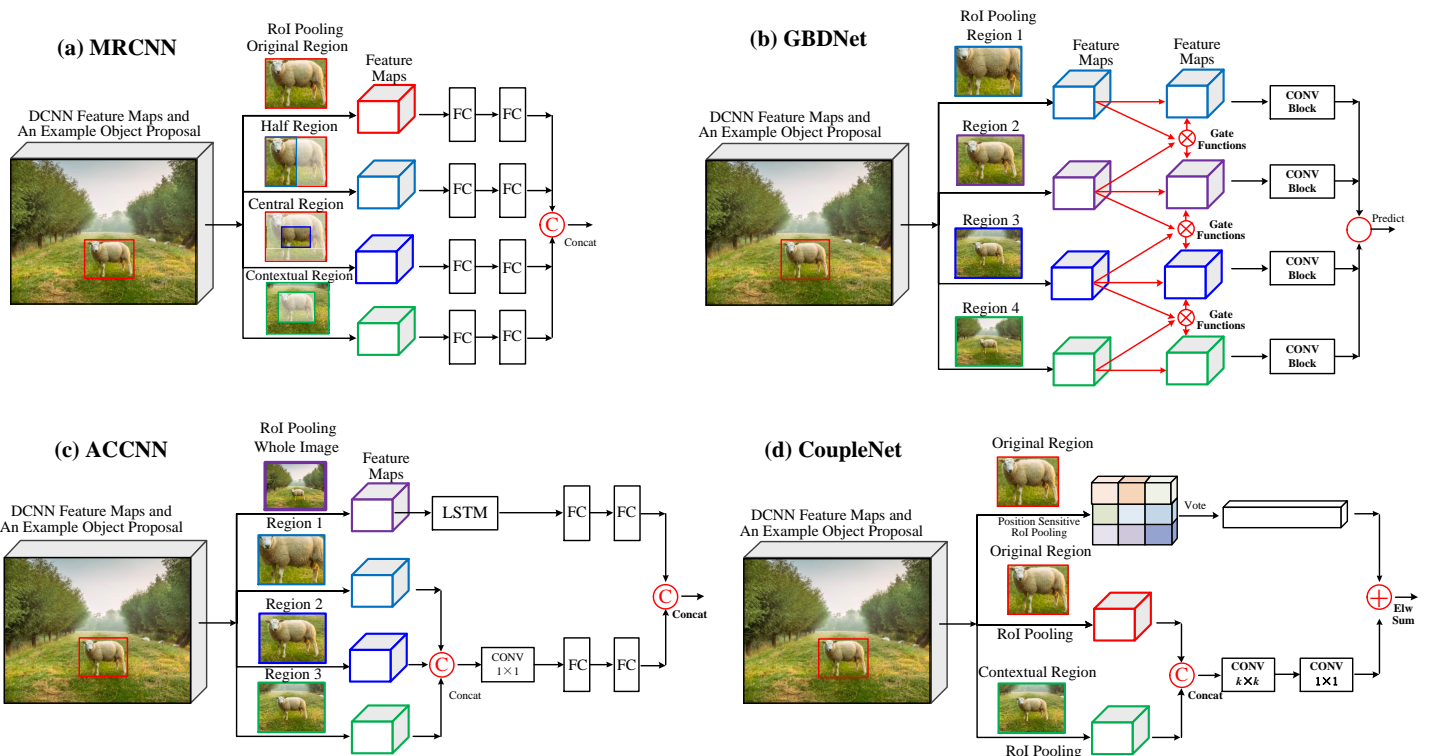 (a) MRCNN
RoI Pooling
Original Region
Feature
Maps
DCNN Feature Maps and
An Example Object Proposal
FC
FC
Half Region
FC
FC
Central Region
C
Concat
FC
FC
Contextual Region
FC
FC
(b) GBDNet
RoI Pooling
Region 1
Feature
Maps
Feature
Maps
DCNN Feature Maps and
An Example Object Proposal
CONV
Block
Region 2
Gate
Functions
CONV
Block
Region 3
Gate
Functions
Predict
CONV
Block
Region 4
Gate
Functions
CONV
Block
(c) ACCNN
RoI Pooling
Whole Image
Feature
Maps
DCNN Feature Maps and
An Example Object Proposal
LSTM
FC
FC
Region 1
Region 2
C
Concat
Region 3
C
Concat
CONV
1×1
FC
FC
(d) CoupleNet
Original Region
DCNN Feature Maps and
An Example Object Proposal
Position Sensitive
RoI Pooling
Vote
Original Region
RoI Pooling
Elw
Sum
Contextual Region
C
Concat
CONV
k×k
CONV
1×1
RoI Pooling